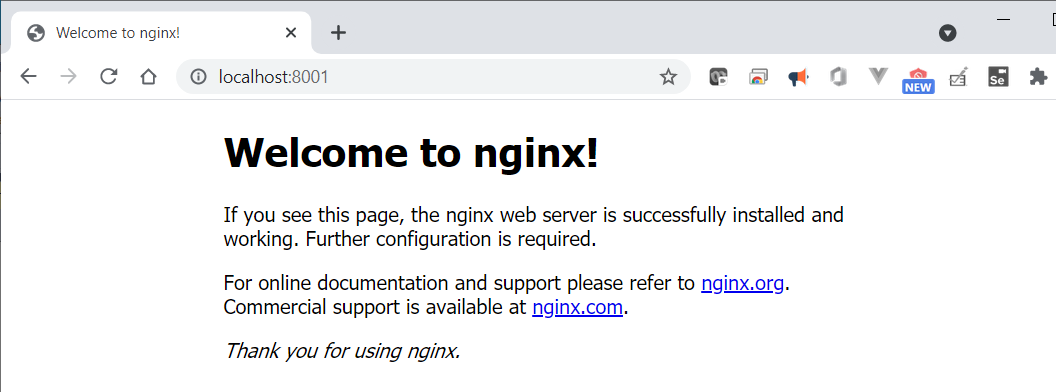 Welcome to nginx!
localhost:8001
NEW
Se
Welcome to nginx!
If you see this page, the nginx web server is successfully installed and
working. Further configuration is required.
For online documentation and support please refer to nginx.org.
Commercial support is available at nginx.com.
Thank you for using nginx.